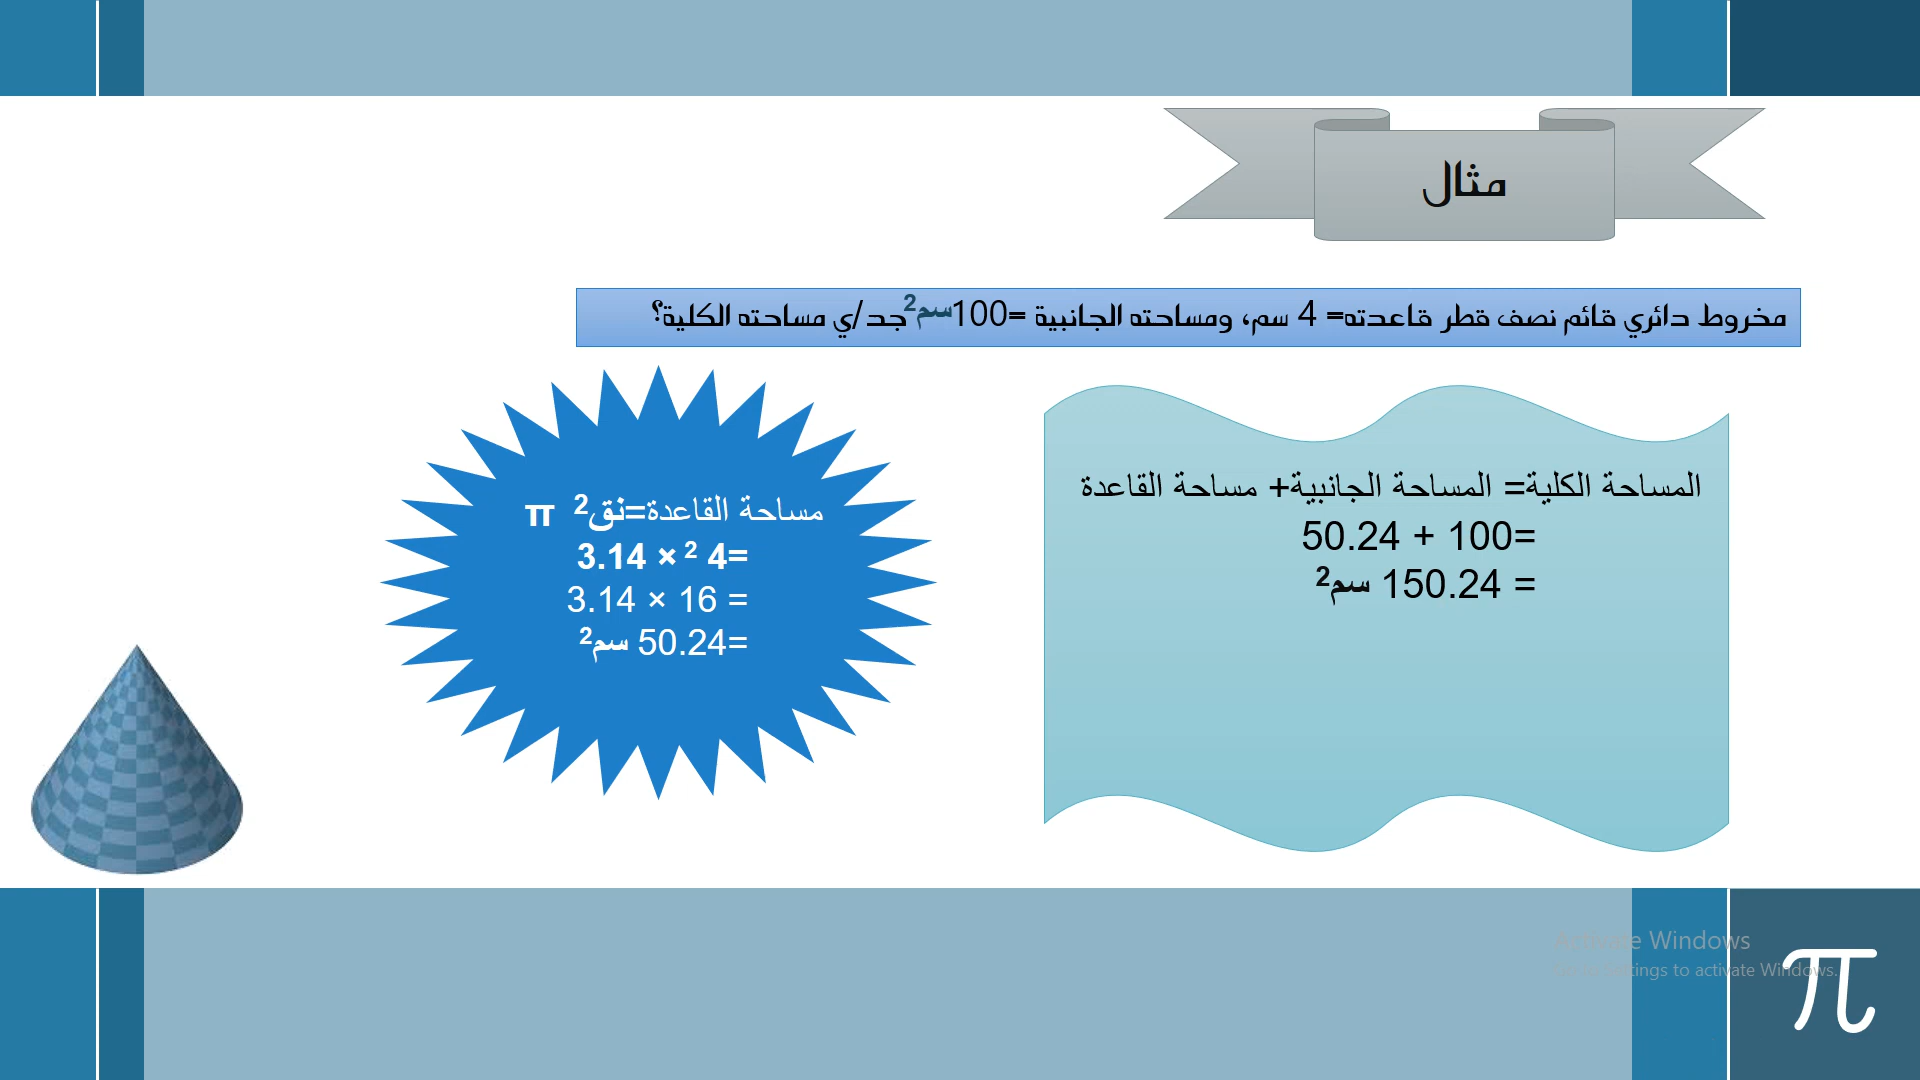 مثال
مخروط دائري قائم نصف قطر قاعدته= 4 سم، ومساحته الجانبية =100سم2جد/ي مساحته الكلية؟
المساحة الكلية= المساحة الجانبية+ مساحة القاعدة
=100 + 50.24
= 150.24 سم2
مساحة القاعدة=نق2 π
=4 2 × 3.14
= 16 × 3.14
=50.24 سم2
Activate Windows
Go to Settings to activate Windows.
π